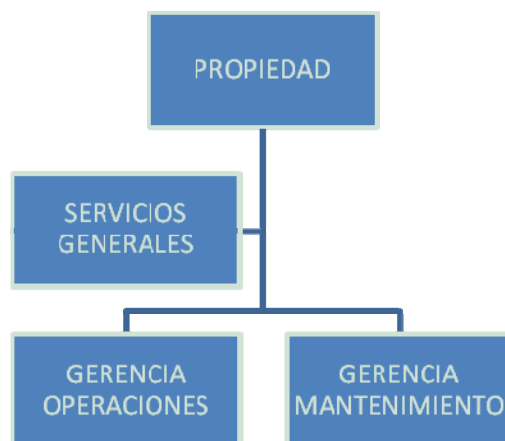 PROPIEDAD
SERVICIOS
GENERALES
GERENCIA
OPERACIONES
GERENCIA
MANTENIMIENTO